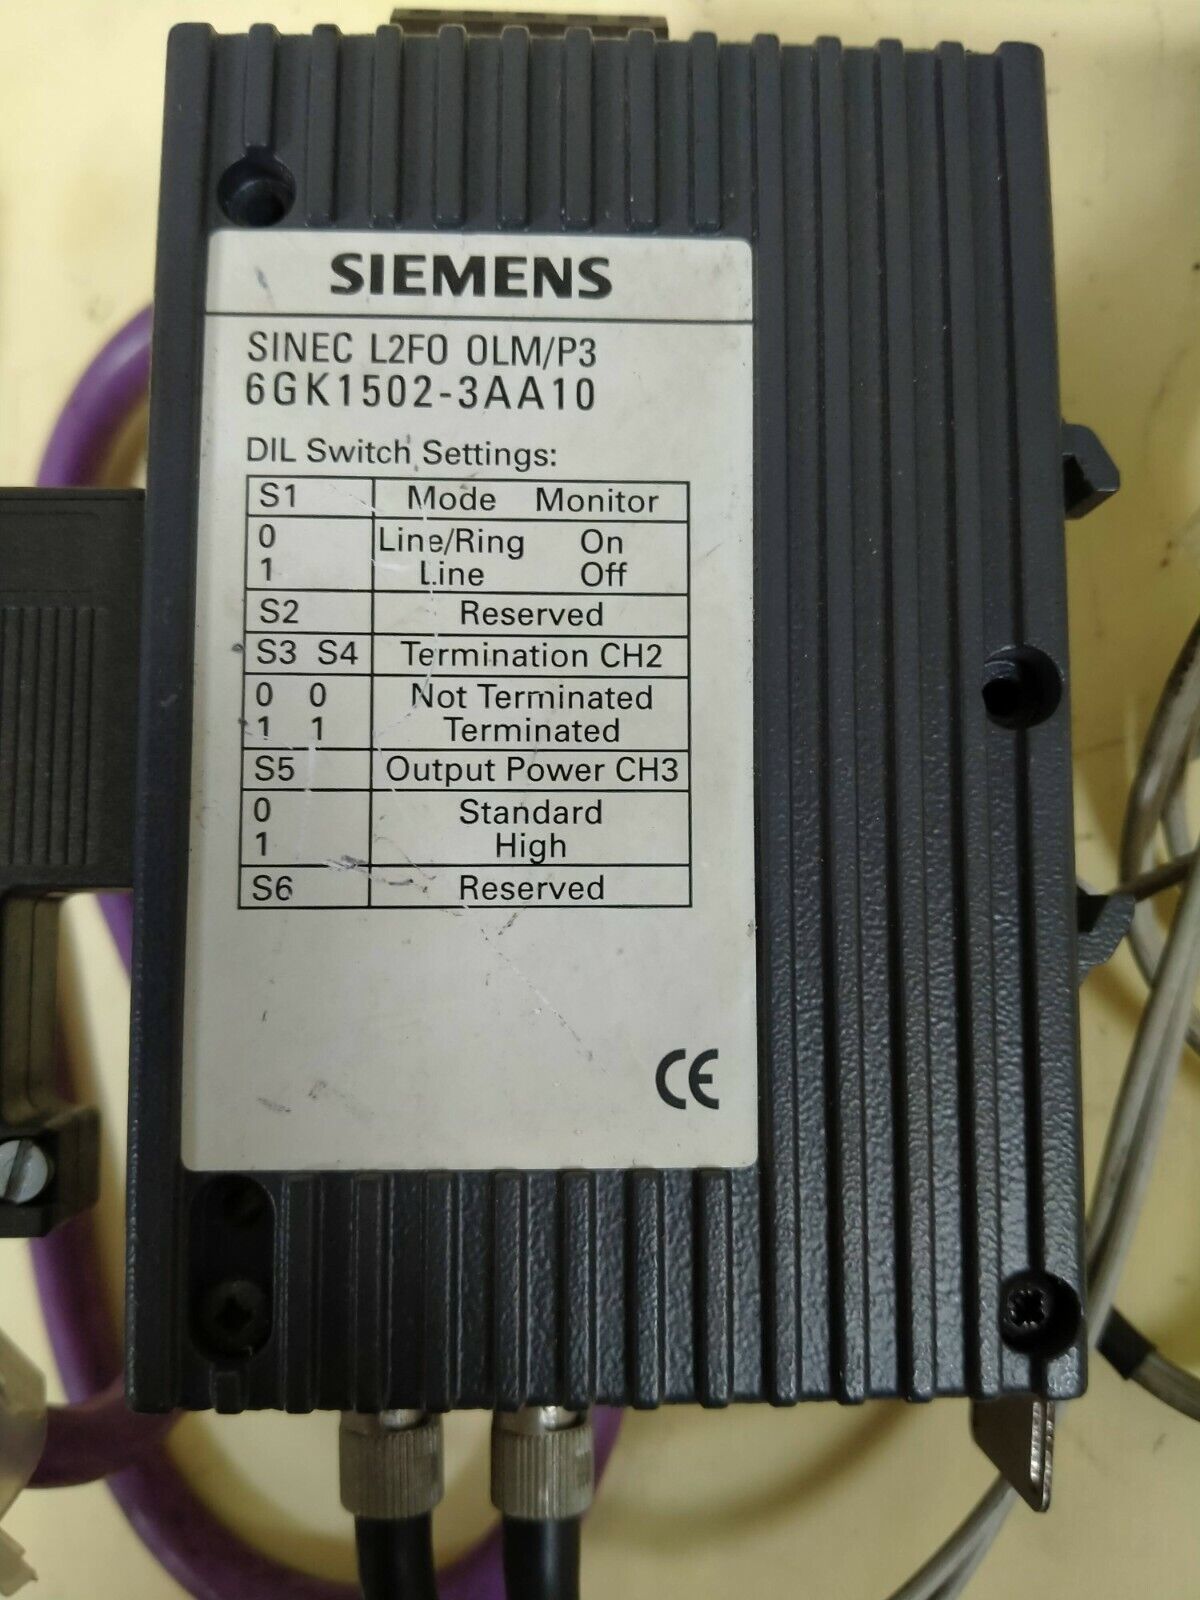 SIEMENS
SINEC L2FO OLM/P3
6GK1502-3AA10
DIL Switch Settings:
S1 Mode Monitor
0 Line/Ring On
1 Line Off
S2 Reserved
S3 S4 Termination CH2
0 0 Not Terminated
1 1 Terminated
S5 Output Power CH3
0 Standard
1 High
S6 Reserved
CE